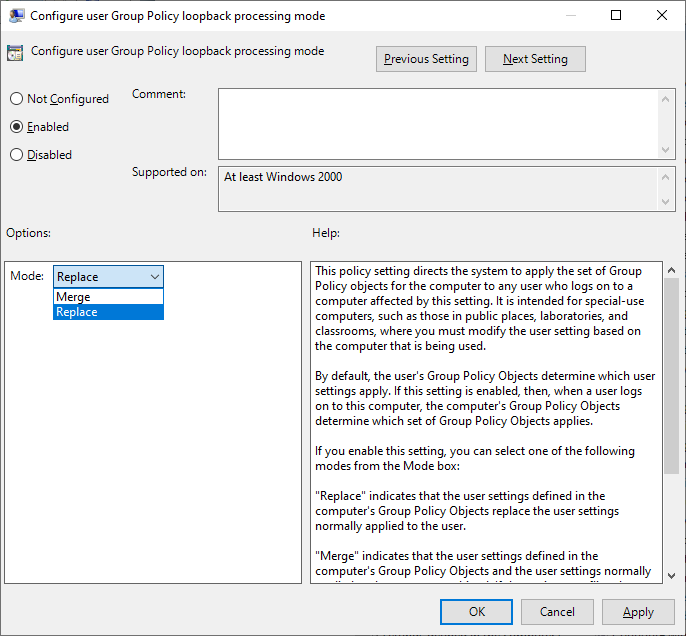 Configure user Group Policy loopback processing mode
Configure user Group Policy loopback processing mode
Previous Setting
Next Setting
Not Configured
Enabled
Disabled
Comment:
Supported on:
At least Windows 2000
Options:
Help:
Mode:
Replace
Merge
Replace
This policy setting directs the system to apply the set of Group
Policy objects for the computer to any user who logs on to a
computer affected by this setting. It is intended for special-use
computers, such as those in public places, laboratories, and
classrooms, where you must modify the user setting based on
the computer that is being used.
By default, the user's Group Policy Objects determine which user
settings apply. If this setting is enabled, then, when a user logs
on to this computer, the computer's Group Policy Objects
determine which set of Group Policy Objects applies.
If you enable this setting, you can select one of the following
modes from the Mode box:
"Replace" indicates that the user settings defined in the
computer's Group Policy Objects replace the user settings
normally applied to the user.
"Merge" indicates that the user settings defined in the
computer's Group Policy Objects and the user settings normally
OK
Cancel
Apply